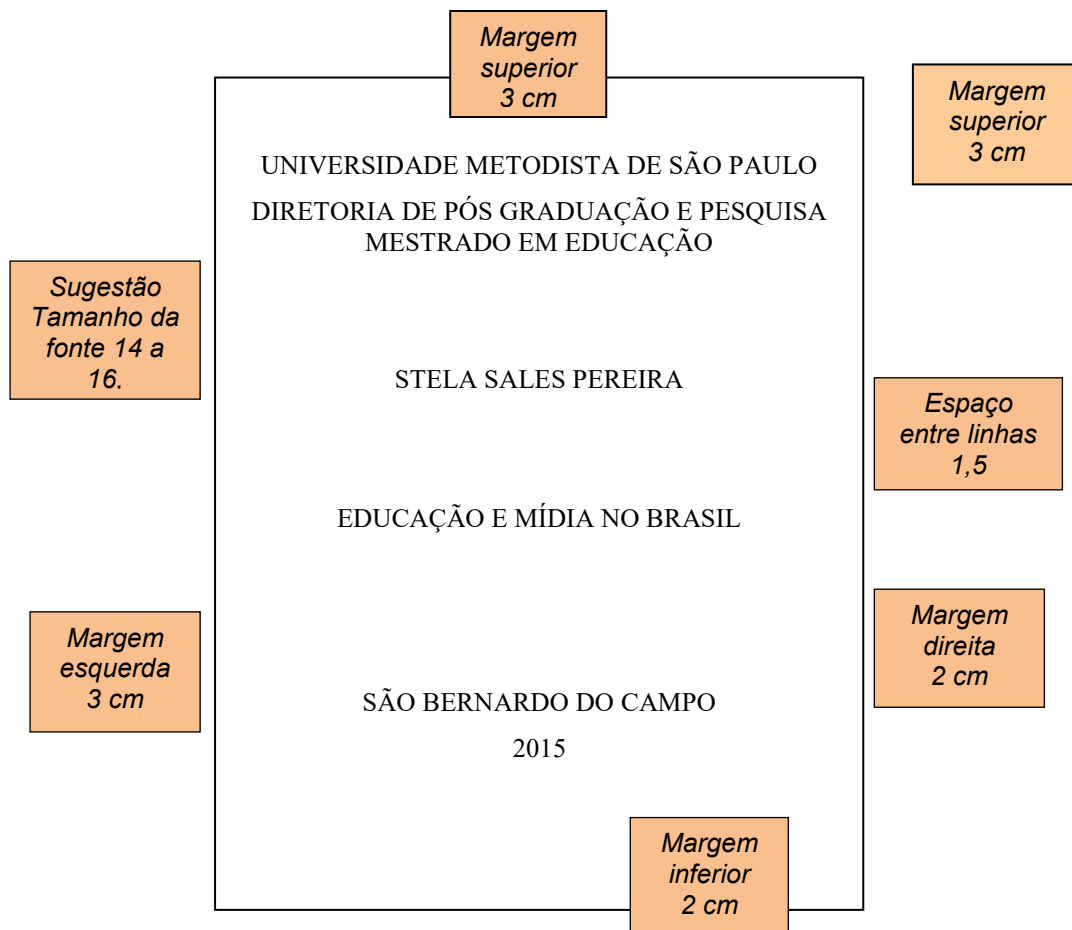 Margem
superior
3 cm
Margem
superior
3 cm
UNIVERSIDADE METODISTA DE SÃO PAULO
DIRETORIA DE PÓS GRADUAÇÃO E PESQUISA
MESTRADO EM EDUCAÇÃO
Sugestão
Tamanho da
fonte 14 a
16.
STELA SALES PEREIRA
Espaço
entre linhas
1,5
EDUCAÇÃO E MÍDIA NO BRASIL
Margem
esquerda
3 cm
Margem
direita
2 cm
SÃO BERNARDO DO CAMPO
2015
Margem
inferior
2 cm